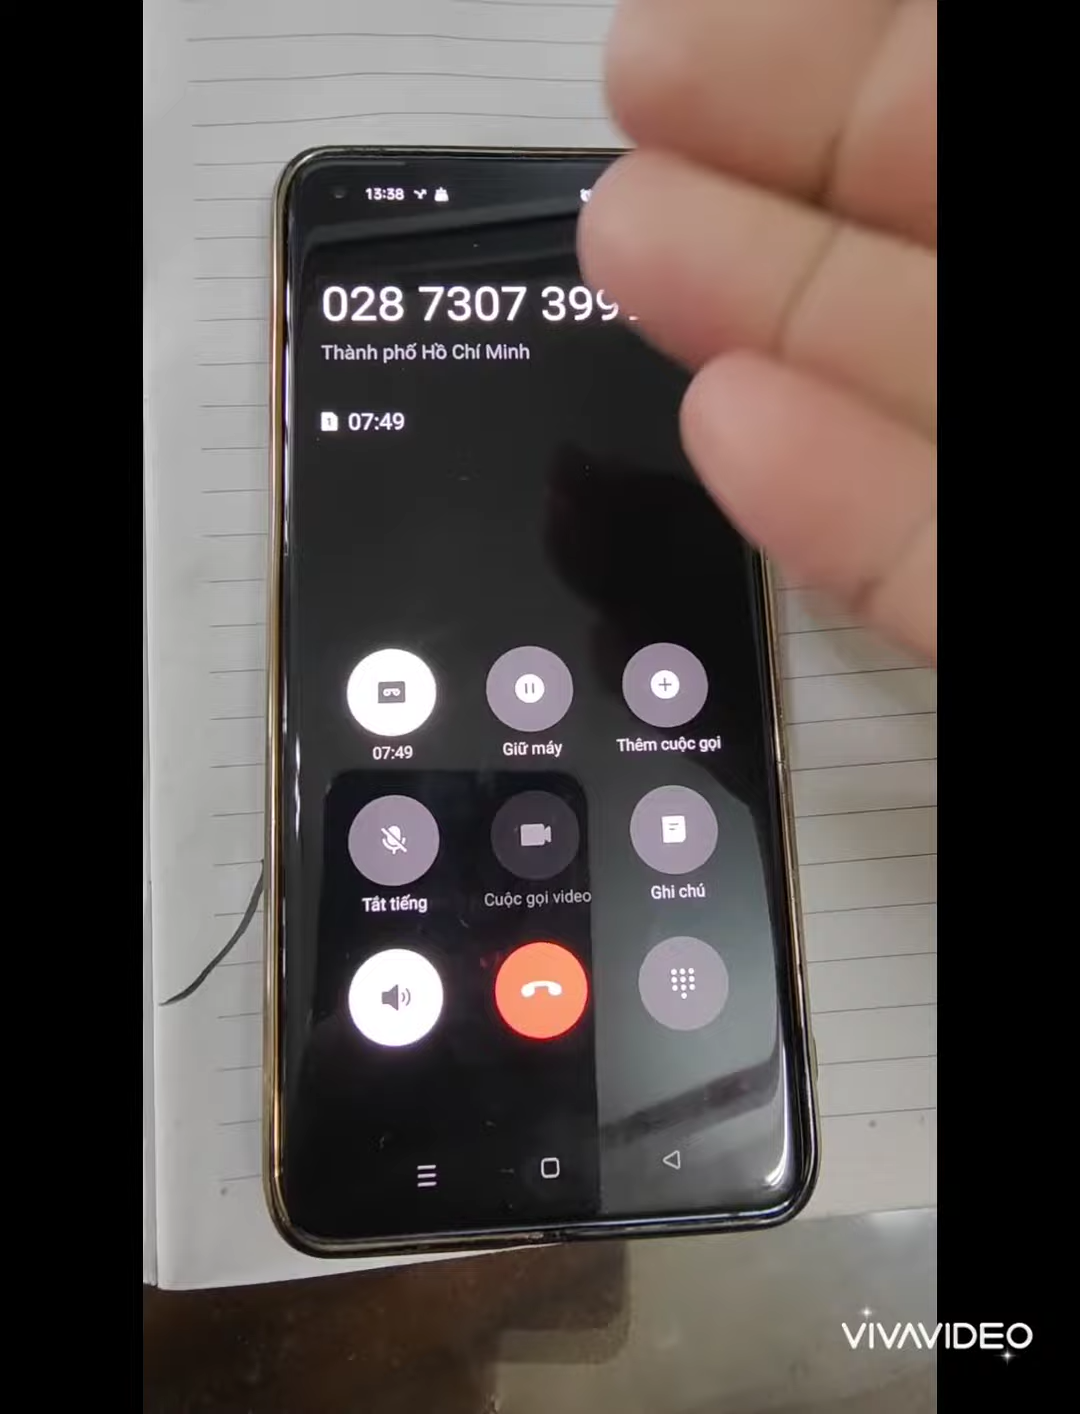 13:38
028 7307 399
Thành phố Hồ Chí Minh
1 07:49
07:49
Giữ máy
Thêm cuộc gọi
Tắt tiếng
Cuộc gọi video
Ghi chú
VIVAVIDEO